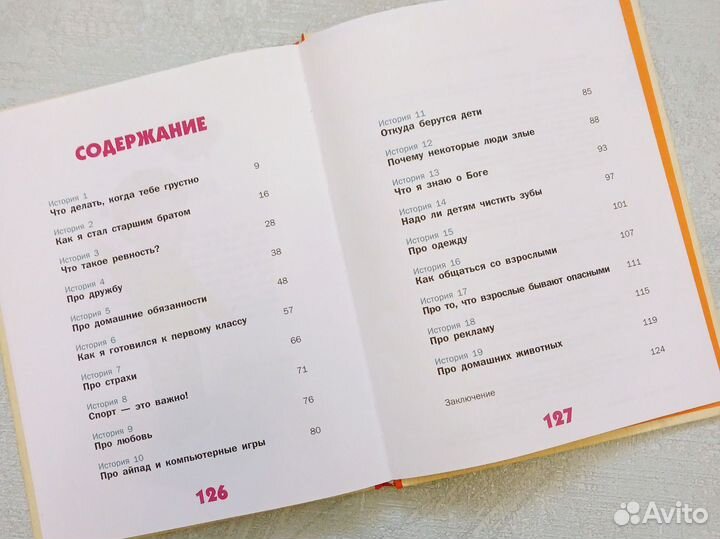 СОДЕРЖАНИЕ
История 1
Что делать, когда тебе грустно 9
История 2
Как я стал старшим братом 16
История 3
Что такое ревность? 28
История 4
Про дружбу 38
История 5
Про домашние обязанности 48
История 6
Как я готовился к первому классу 57
История 7
Про страхи 66
История 8
Спорт — это важно! 71
История 9
Про любовь 76
История 10
Про айпад и компьютерные игры 80
126
История 11
Откуда берутся дети 85
История 12
Почему некоторые люди злые 88
История 13
Что я знаю о Боге 93
История 14
Надо ли детям чистить зубы 97
История 15
Про одежду 101
История 16
Как общаться со взрослыми 107
История 17
Про то, что взрослые бывают опасными 111
История 18
Про рекламу 115
История 19
Про домашних животных 119
Заключение 124
127
Avito